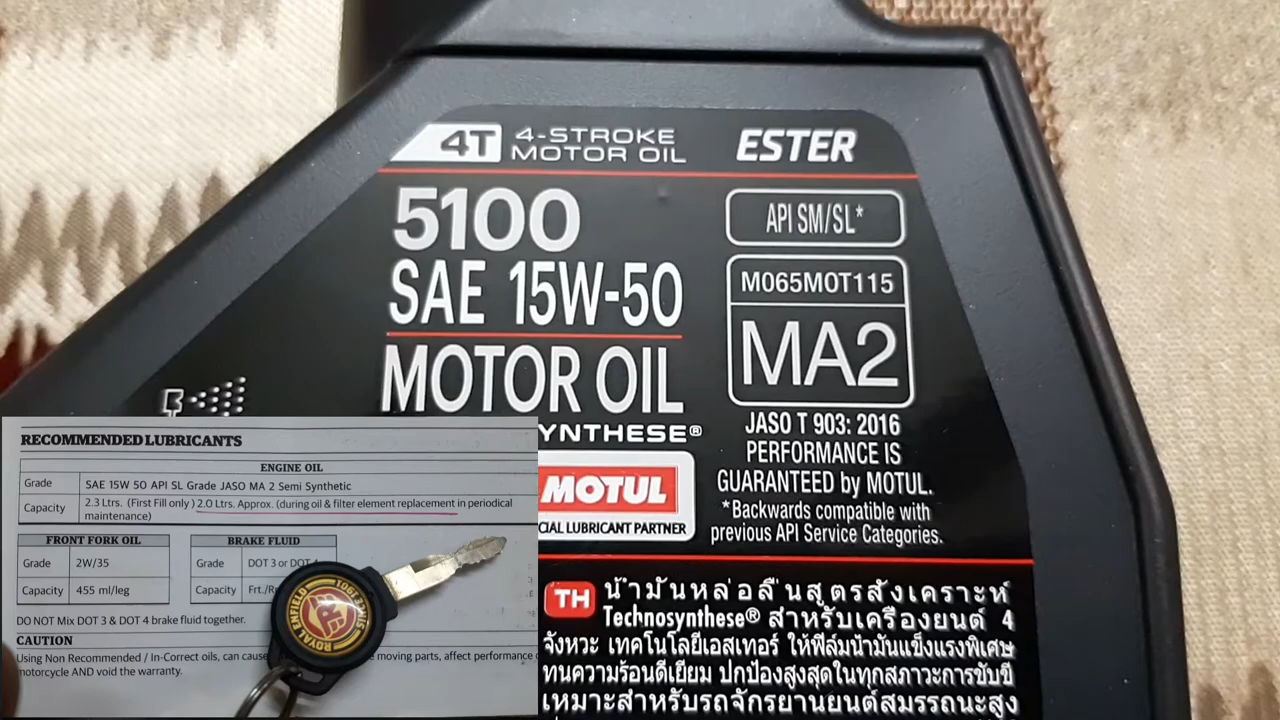 4T 4-STROKE MOTOR OIL ESTER
5100
SAE 15W-50
MOTOR OIL
YNTHESE®
API SM/SL*
M065MOT115
MA2
JASO T 903: 2016
PERFORMANCE IS
GUARANTEED by MOTUL.
*Backwards compatible with
previous API Service Categories.
MOTUL
CIAL LUBRICANT PARTNER
TH น้ำมันหล่อลื่นสูตรสังเคราะห์
Technosynthese® สำหรับเครื่องยนต์ 4
จังหวะ เทคโนโลยีเอสเทอร์ ให้ฟิล์มน้ำมันแข็งแรงพิเศษ
ทนความร้อนดีเยี่ยม ปกป้องสูงสุดในทุกสภาวะการขับขี่
เหมาะสำหรับรถจักรยานยนต์สมรรถนะสูง
RECOMMENDED LUBRICANTS
ENGINE OIL
Grade SAE 15W 50 API SL Grade JASO MA 2 Semi Synthetic
Capacity 2.3 Ltrs. (First Fill only ) 2.0 Ltrs. Approx. (during oil & filter element replacement in periodical
maintenance)
FRONT FORK OIL
Grade 2W/35
Capacity 455 ml/leg
BRAKE FLUID
Grade DOT 3 or DOT
Capacity Frt./R
DO NOT Mix DOT 3 & DOT 4 brake fluid together.
CAUTION
Using Non Recommended / In-Correct oils, can cause moving parts, affect performance
motorcycle AND void the warranty.
ROYAL ENFIELD
SINCE 1901